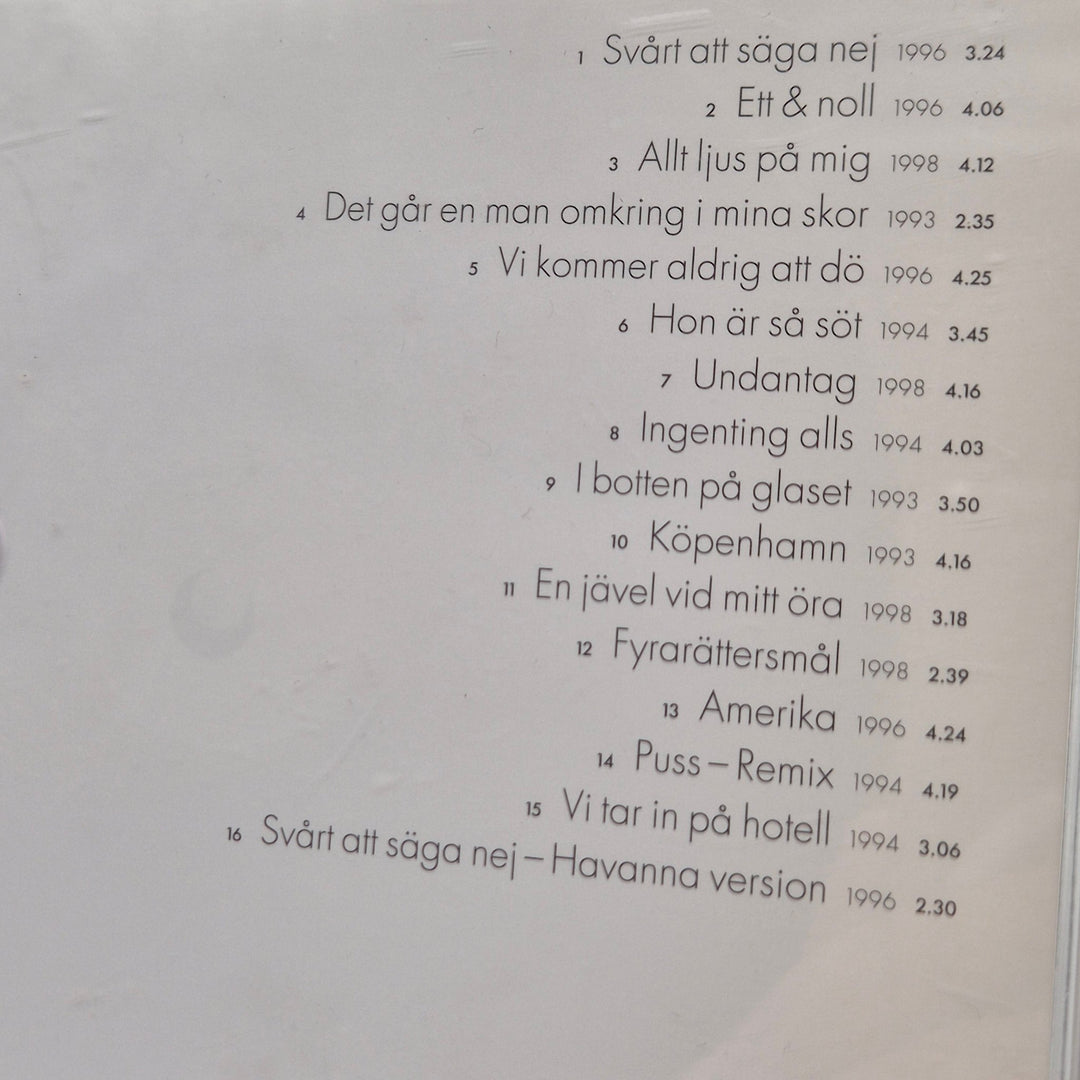 1 Svårt att säga nej 1996 3.24
2 Ett & noll 1996 4.06
3 Allt ljus på mig 1998 4.12
4 Det går en man omkring i mina skor 1993 2.35
5 Vi kommer aldrig att dö 1996 4.25
6 Hon är så söt 1994 3.45
7 Undantag 1998 4.16
8 Ingenting alls 1994 4.03
9 I botten på glaset 1993 3.50
10 Köpenhamn 1993 4.16
11 En jävel vid mitt öra 1998 3.18
12 Fyrarättersmål 1998 2.39
13 Amerika 1996 4.24
14 Puss – Remix 1994 4.19
15 Vi tar in på hotell 1994 3.06
16 Svårt att säga nej – Havanna version 1996 2.30